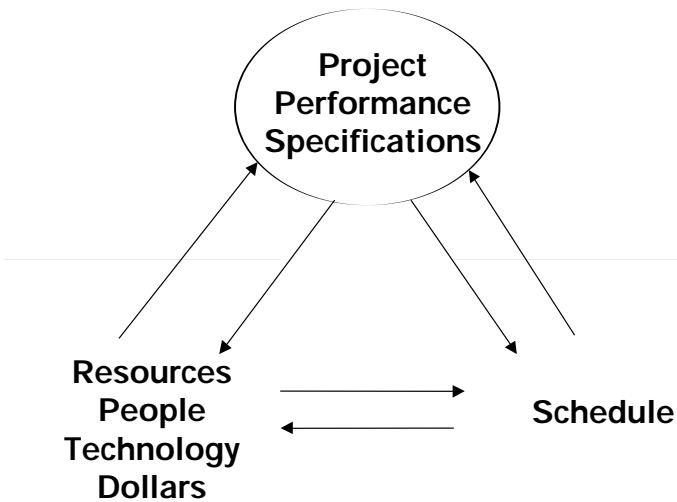 Project
Performance
Specifications
Resources
People
Technology
Dollars
Schedule